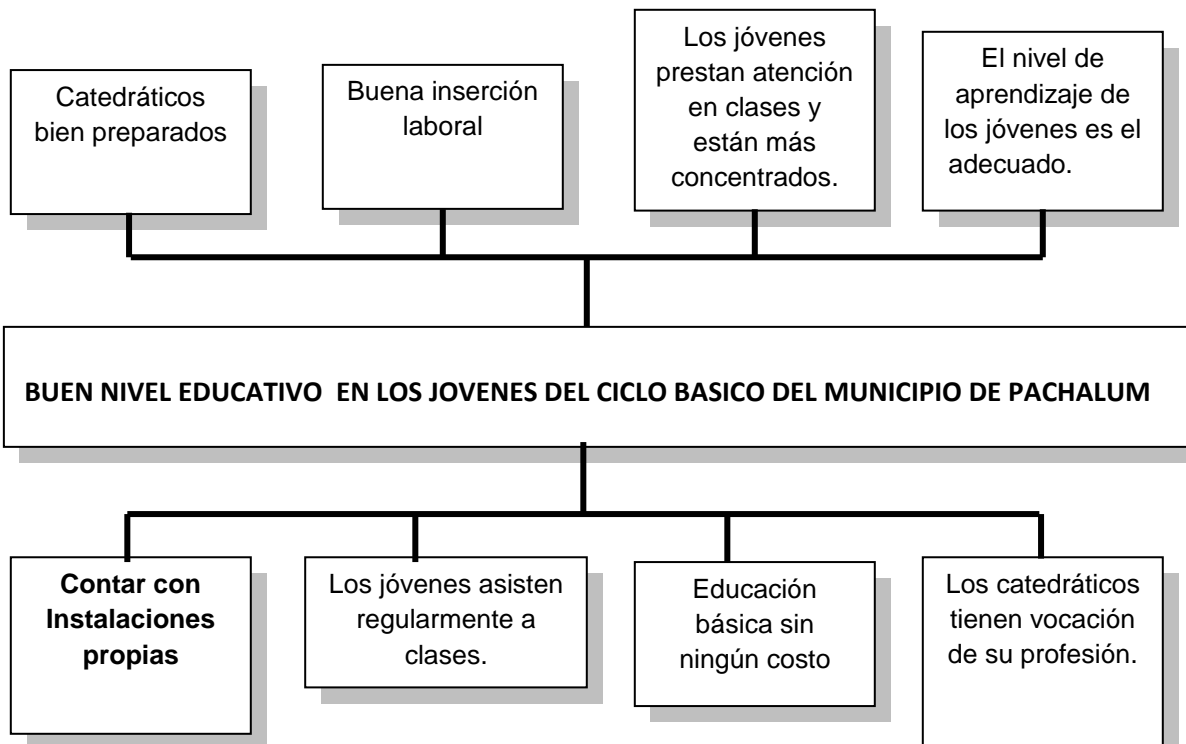 Catedráticos
bien preparados
Buena inserción
laboral
Los jóvenes
prestan atención
en clases y
están más
concentrados.
El nivel de
aprendizaje de
los jóvenes es el
adecuado.
BUEN NIVEL EDUCATIVO EN LOS JOVENES DEL CICLO BASICO DEL MUNICIPIO DE PACHALUM
Contar con
Instalaciones
propias
Los jóvenes asisten
regularmente a
clases.
Educación
básica sin
ningún costo
Los catedráticos
tienen vocación
de su profesión.